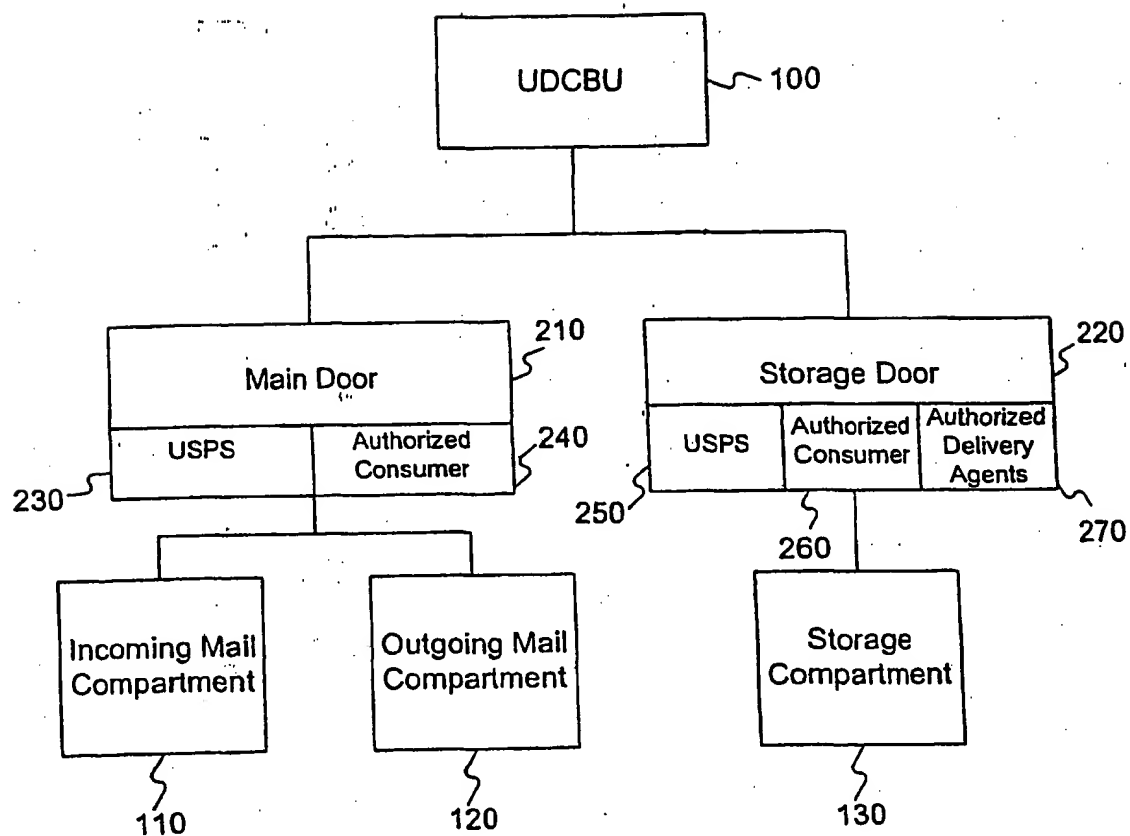 UDCBU
100
210
Main Door
220
Storage Door
USPS
Authorized
Consumer
240
230
USPS
Authorized
Consumer
Authorized
Delivery
Agents
250
260
270
Incoming Mail
Compartment
Outgoing Mail
Compartment
Storage
Compartment
110
120
130